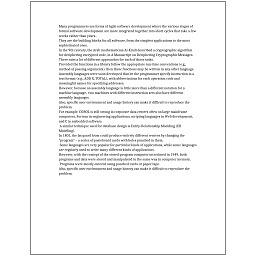 Many programmers use forms of Agile software development where the various stages of
formal software development are more integrated together into short cycles that take a few
weeks rather than years.
They are the building blocks for all software, from the simplest applications to the most
sophisticated ones.
In the 9th century, the Arab mathematician Al-Kindi described a cryptographic algorithm
for deciphering encrypted code, in A Manuscript on Deciphering Cryptographic Messages.
There exist a lot of different approaches for each of those tasks.
Provided the functions in a library follow the appropriate run-time conventions (e.g.,
method of passing arguments), then these functions may be written in any other language.
Assembly languages were soon developed that let the programmer specify instruction in a
text format (e.g., ADD X, TOTAL), with abbreviations for each operation code and
meaningful names for specifying addresses.
However, because an assembly language is little more than a different notation for a
machine language, two machines with different instruction sets also have different
assembly languages.
Also, specific user environment and usage history can make it difficult to reproduce the
problem.
For example, COBOL is still strong in corporate data centers often on large mainframe
computers, Fortran in engineering applications, scripting languages in Web development,
and C in embedded software.
A similar technique used for database design is Entity-Relationship Modeling (ER
Modeling).
In 1801, the Jacquard loom could produce entirely different weaves by changing the
"program" – a series of pasteboard cards with holes punched in them.
Some languages are very popular for particular kinds of applications, while some languages
are regularly used to write many different kinds of applications.
However, with the concept of the stored-program computer introduced in 1949, both
programs and data were stored and manipulated in the same way in computer memory.
Programs were mostly entered using punched cards or paper tape.
Also, specific user environment and usage history can make it difficult to reproduce the
problem.